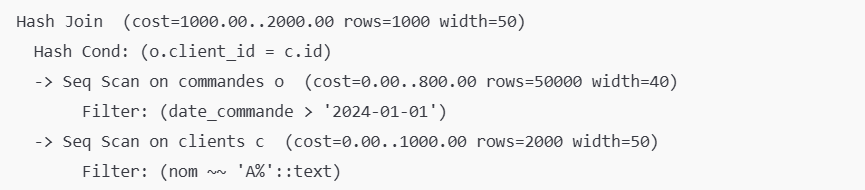 Hash Join  (cost=1000.00..2000.00 rows=1000 width=50)
  Hash Cond: (o.client_id = c.id)
  -> Seq Scan on commandes o  (cost=0.00..800.00 rows=50000 width=40)
       Filter: (date_commande > '2024-01-01')
  -> Seq Scan on clients c  (cost=0.00..1000.00 rows=2000 width=50)
       Filter: (nom ~~ 'A%'::text)